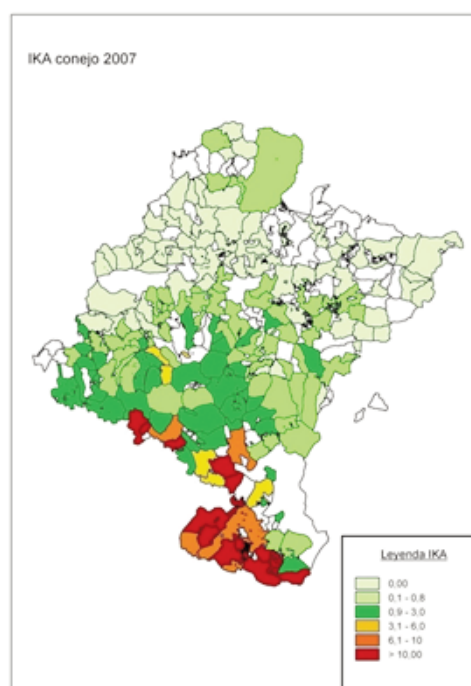 IKA conejo 2007
Leyenda IKA
0,00
0,1 - 0,8
0,9 - 3,0
3,1 - 6,0
6,1 - 10
> 10,00